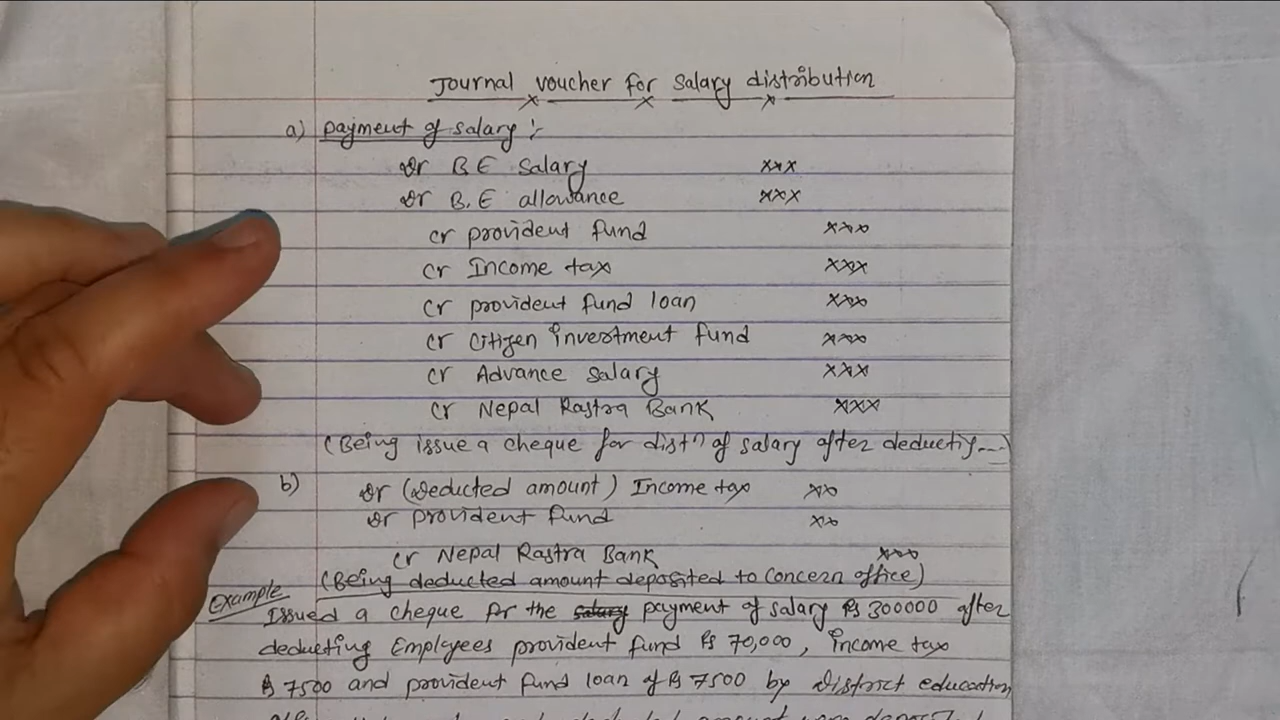 Journal voucher for salary distribution
a) payment of salary :-
Dr B E salary xxx
Dr B.E allowance xxx
cr provident fund xxx
cr Income tax xxx
cr provident fund loan xxx
cr citizen investment fund xxx
cr Advance salary xxx
cr Nepal Rastra Bank xxx
(Being issue a cheque for distn of salary after deductig...)
b) Dr (Deducted amount) Income tax xx
Dr provident fund xx
cr Nepal Rastra Bank xxx
(Being deducted amount deposited to concern office)
Example
Issued a cheque for the salary payment of salary Rs 300000 after
deducting Employees provident fund Rs 70,000, income tax
Rs 7500 and provident fund loan of Rs 7500 by District education